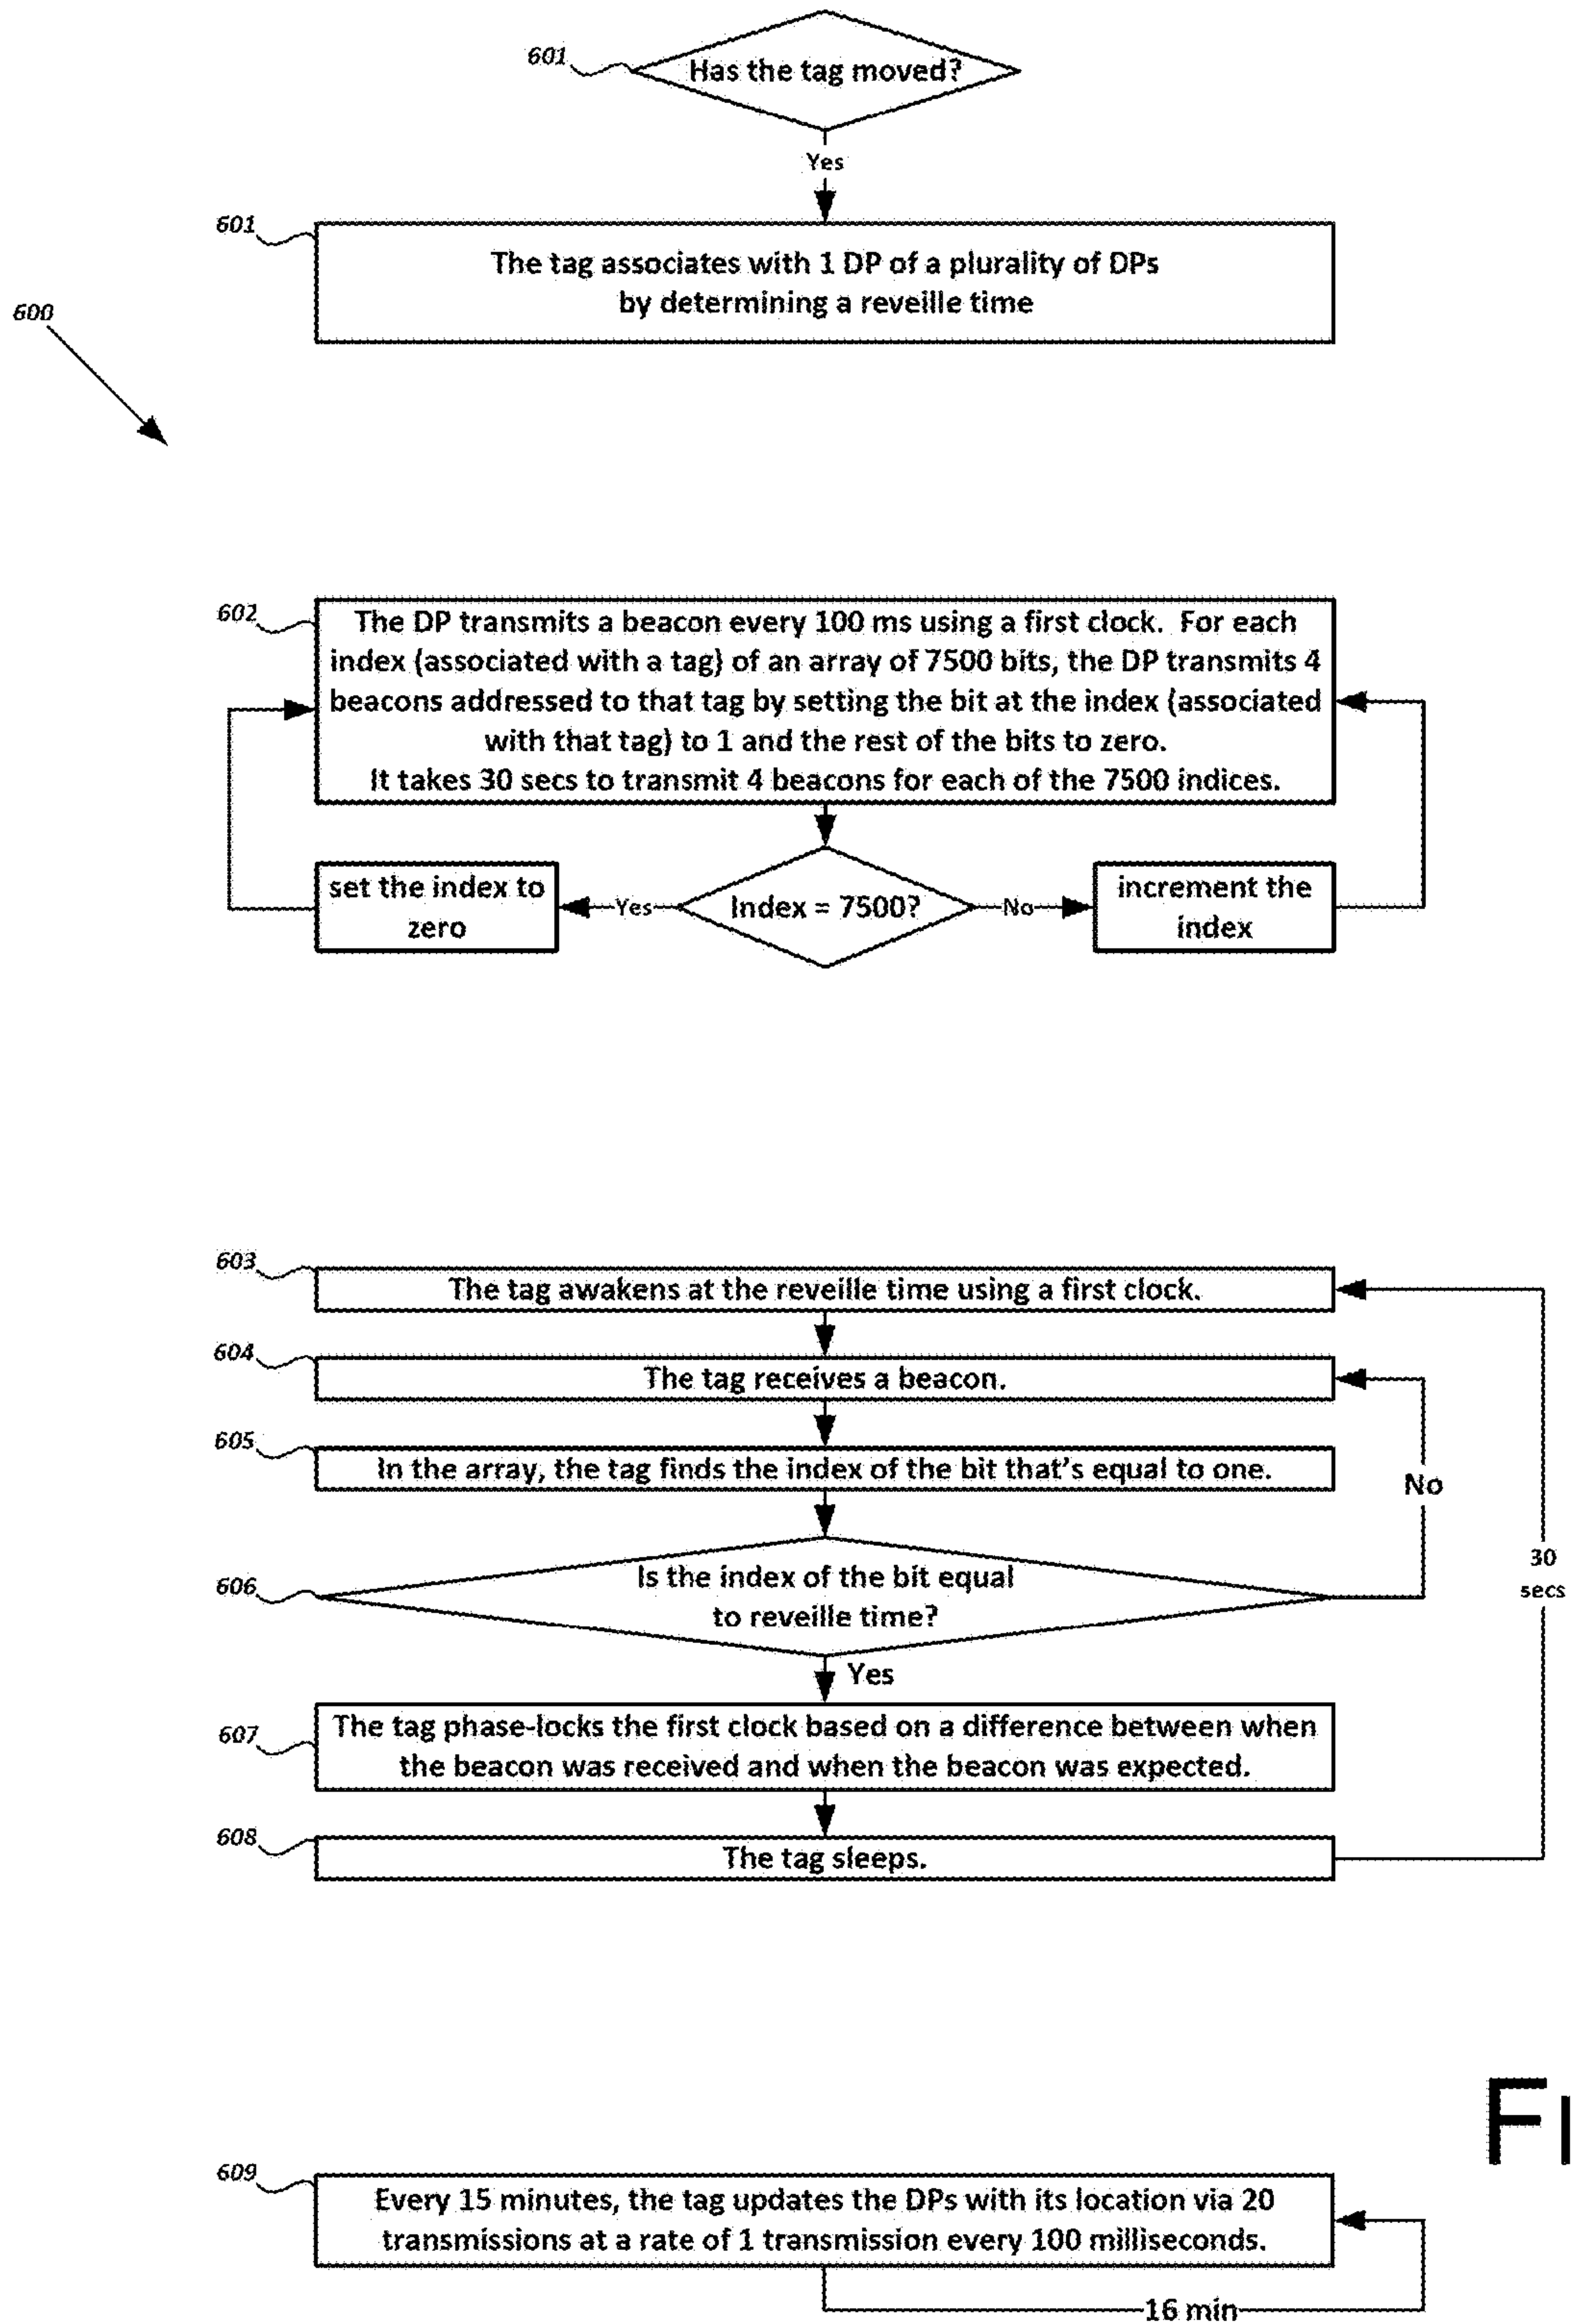 601
Has the tag moved?
Yes
601
The tag associates with 1 DP of a plurality of DPs
by determining a reveille time
600
602
The DP transmits a beacon every 100 ms using a first clock. For each
index (associated with a tag) of an array of 7500 bits, the DP transmits 4
beacons addressed to that tag by setting the bit at the index (associated
with that tag) to 1 and the rest of the bits to zero.
It takes 30 secs to transmit 4 beacons for each of the 7500 indices.
set the index to
zero
Yes
Index = 7500?
No
increment the
index
603
The tag awakens at the reveille time using a first clock.
604
The tag receives a beacon.
605
In the array, the tag finds the index of the bit that's equal to one.
No
606
Is the index of the bit equal
to reveille time?
30
secs
Yes
607
The tag phase-locks the first clock based on a difference between when
the beacon was received and when the beacon was expected.
608
The tag sleeps.
FI
609
Every 15 minutes, the tag updates the DPs with its location via 20
transmissions at a rate of 1 transmission every 100 milliseconds.
16 min